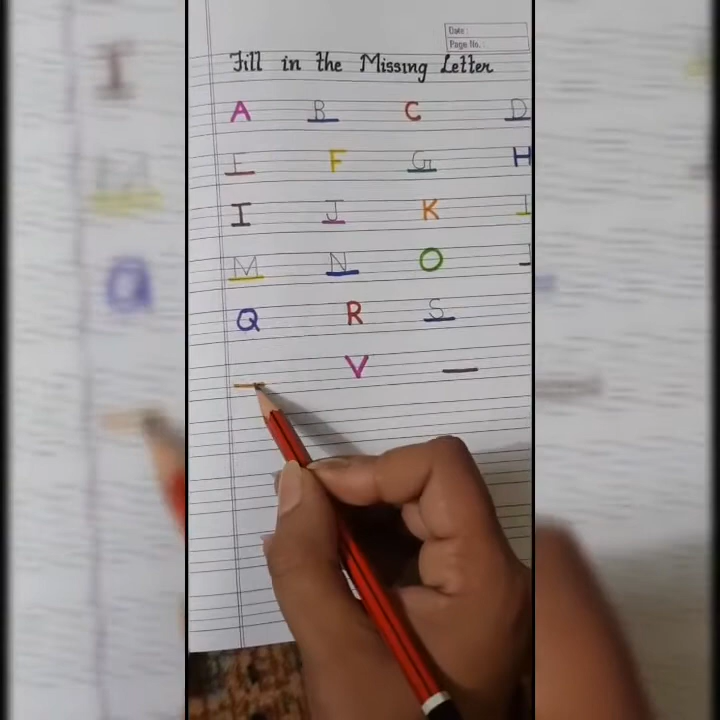 Date :
Page No. :
Fill in the Missing Letter
A B C D
E F G H
I J K L
M N O
Q R S
V